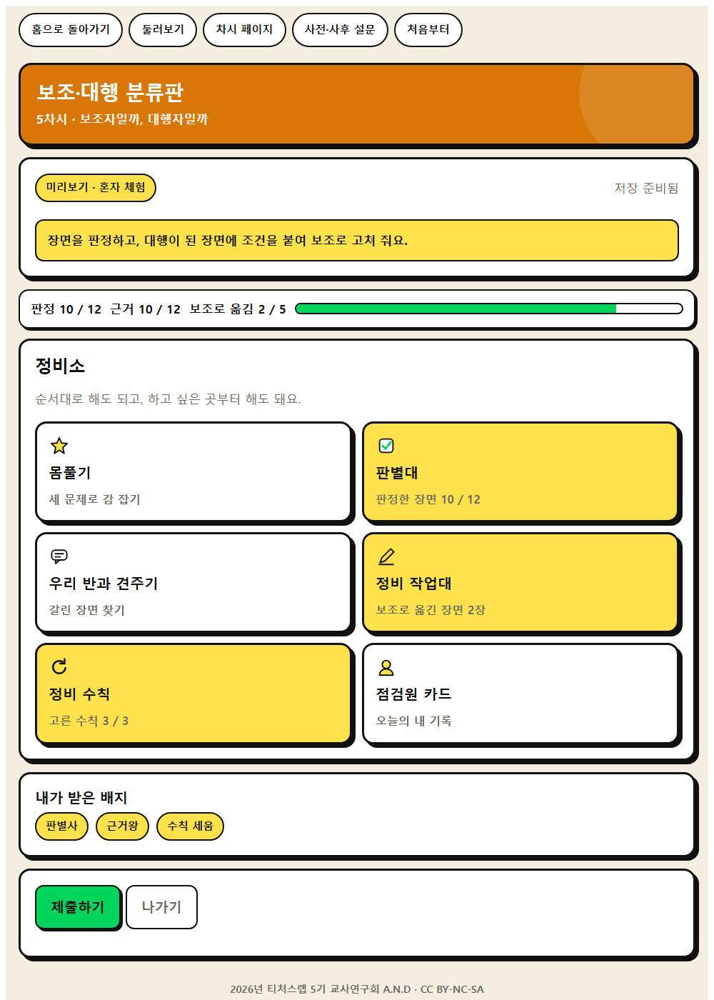 홈으로 돌아가기
둘러보기
차시 페이지
사전·사후 설문
처음부터
보조·대행 분류판
5차시 · 보조자일까, 대행자일까
미리보기 · 혼자 체험
저장 준비됨
장면을 판정하고, 대행이 된 장면에 조건을 붙여 보조로 고쳐 줘요.
판정 10 / 12 근거 10 / 12 보조로 옮김 2 / 5
정비소
순서대로 해도 되고, 하고 싶은 곳부터 해도 돼요.
몸풀기
세 문제로 감 잡기
판별대
판정한 장면 10 / 12
우리 반과 견주기
갈린 장면 찾기
정비 작업대
보조로 옮긴 장면 2장
정비 수칙
고른 수칙 3 / 3
점검원 카드
오늘의 내 기록
내가 받은 배지
판별사
근거왕
수칙 세움
제출하기
나가기
2026년 티처스랩 5기 교사연구회 A.N.D · CC BY-NC-SA